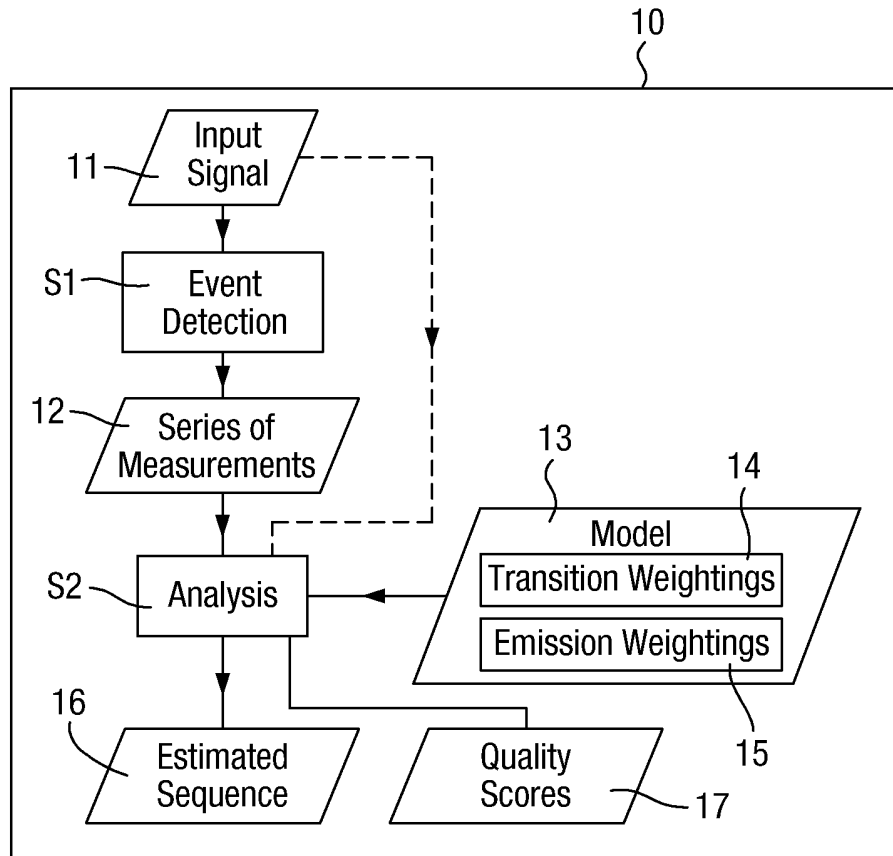 10
Input
Signal
11
S1
Event
Detection
12
Series of
Measurements
13
14
Model
Transition Weightings
S2
Analysis
Emission Weightings
15
16
Estimated
Sequence
Quality
Scores
17